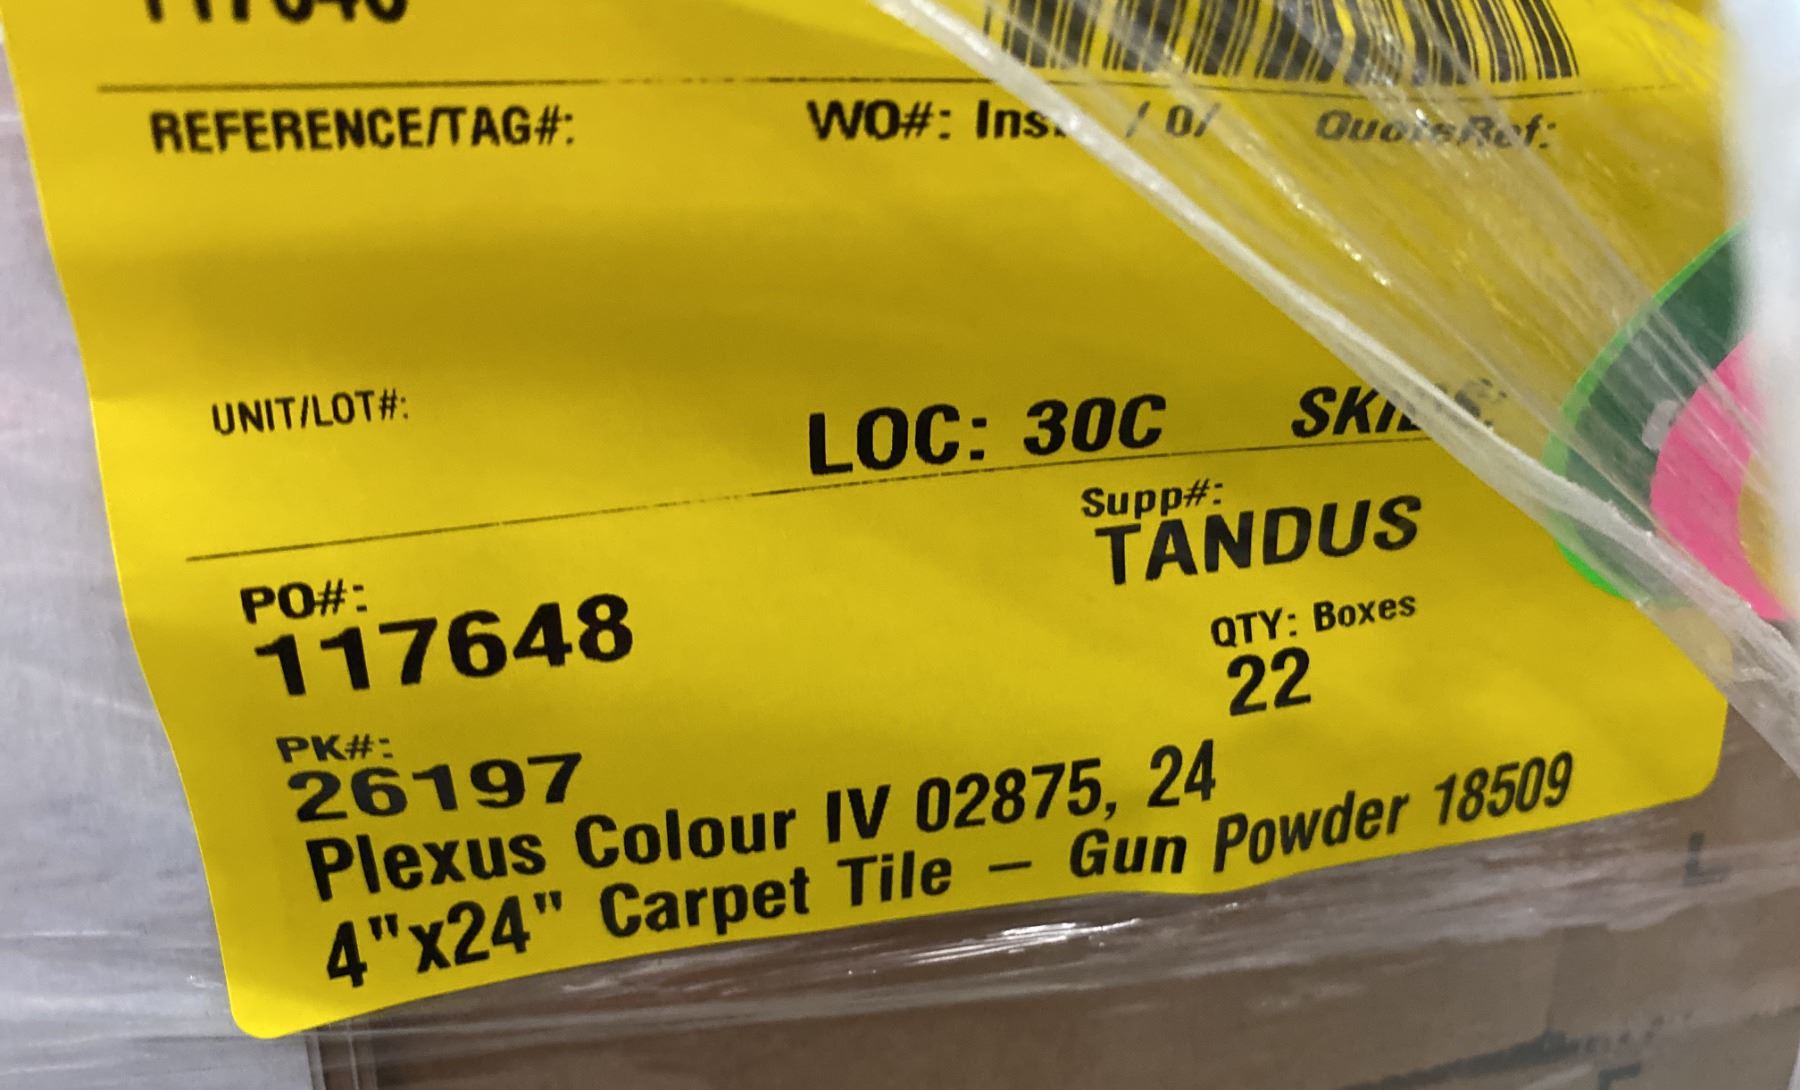 REFERENCE/TAG#: WO#: / 0/
UNIT/LOT#: LOC: 30C
Supp#:
TANDUS
PO#:
117648
QTY: Boxes
22
PK#:
26197
Plexus Colour IV 02875, 24
4"x24" Carpet Tile – Gun Powder 18509